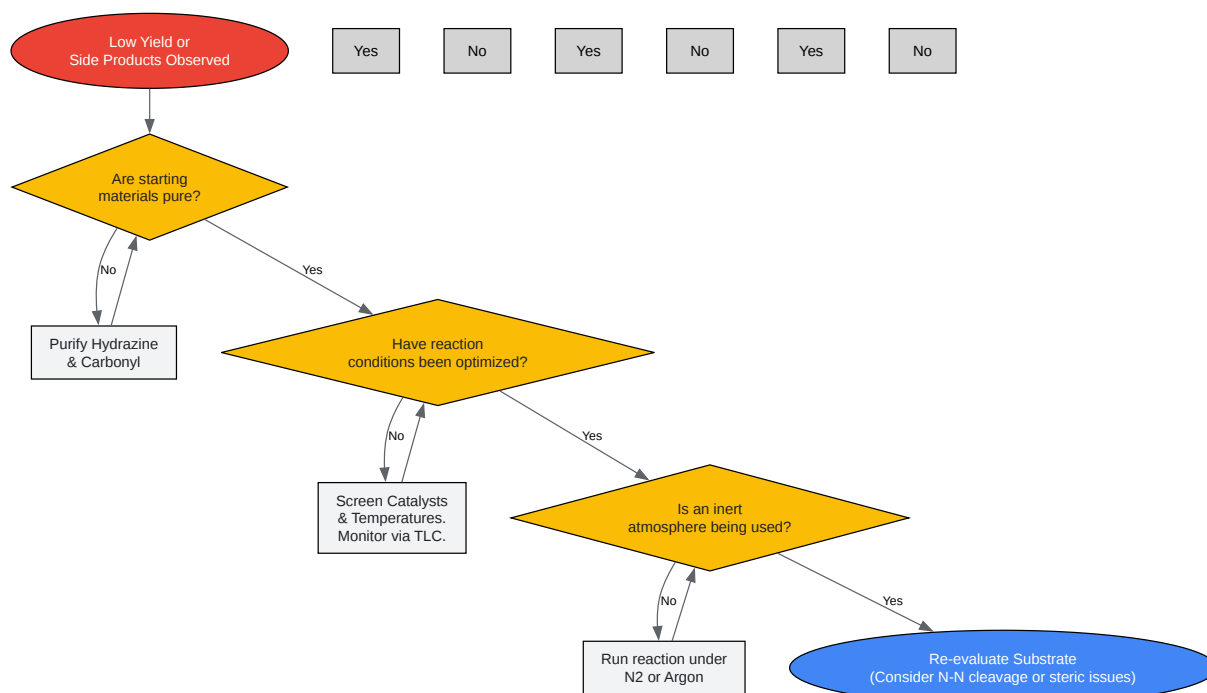 Low Yield or
Side Products Observed
Yes
No
Yes
No
Yes
No
Are starting
materials pure?
No
Yes
Purify Hydrazine
& Carbonyl
Have reaction
conditions been optimized?
No
Yes
Screen Catalysts
& Temperatures.
Monitor via TLC.
Is an inert
atmosphere being used?
No
Yes
Run reaction under
N2 or Argon
Re-evaluate Substrate
(Consider N-N cleavage or steric issues)